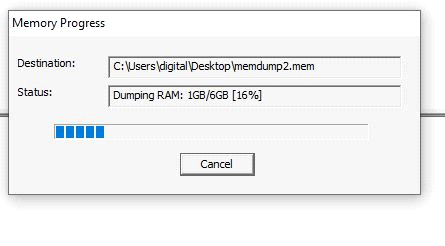 Memory Progress
Destination: C:\Users\digital\Desktop\memdump2.mem
Status: Dumping RAM: 1GB/6GB [16%]
Cancel